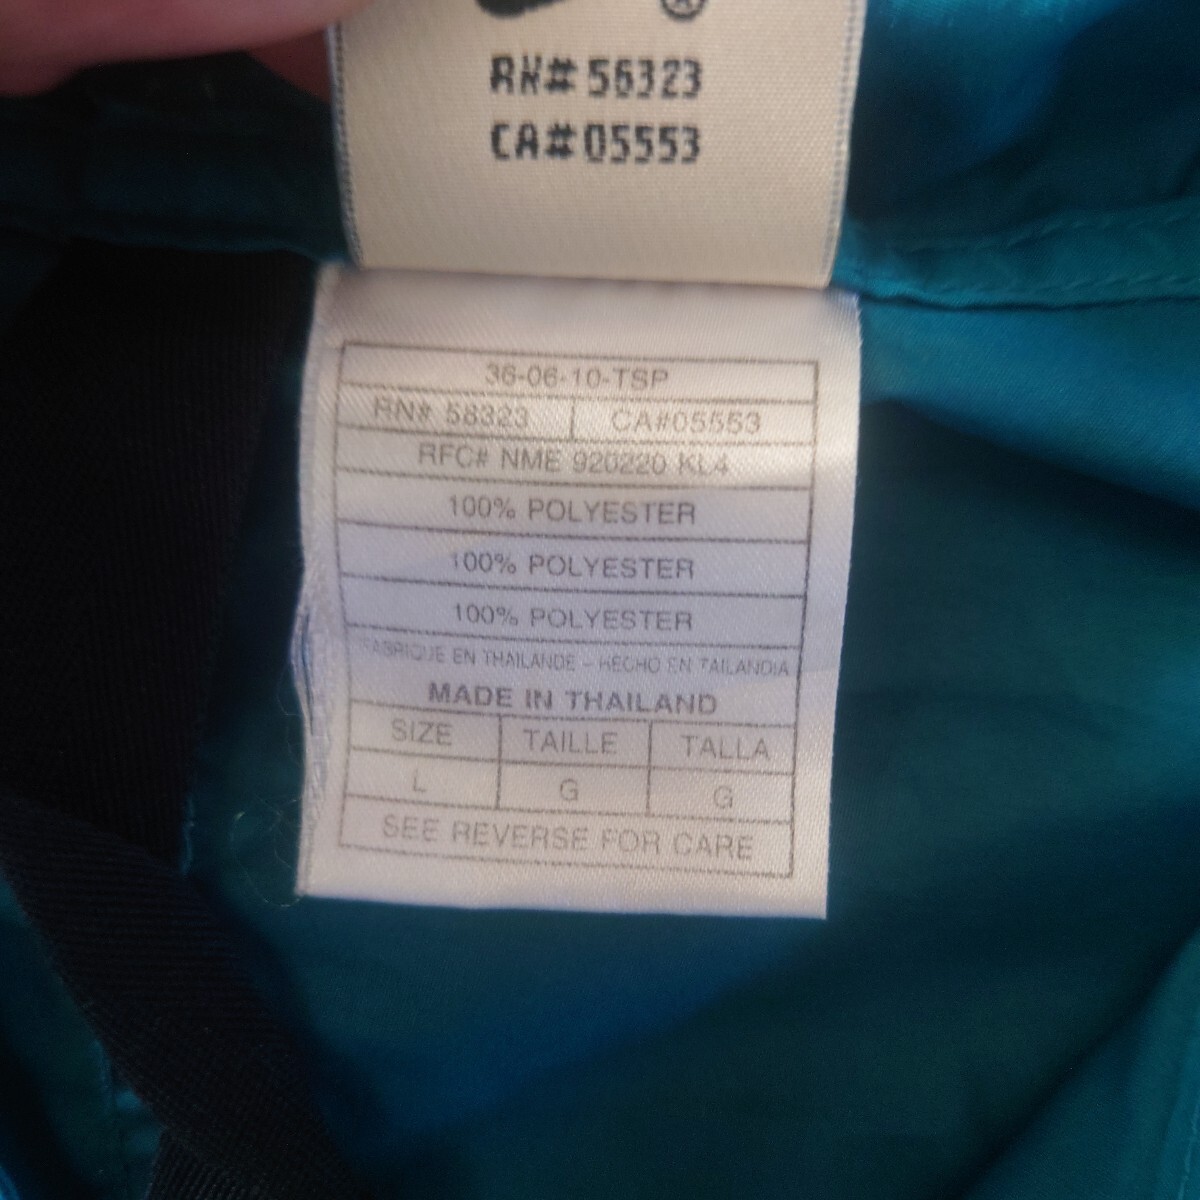 ®
RN# 56323
CA# 05553
36-06-10-TSP
RN# 56323 CA#05553
RFC# NME 920220 KL4
100% POLYESTER
100% POLYESTER
100% POLYESTER
FABRIQUE EN THAILANDE - HECHO EN TAILANDIA
MADE IN THAILAND
SIZE TAILLE TALLA
L G G
SEE REVERSE FOR CARE